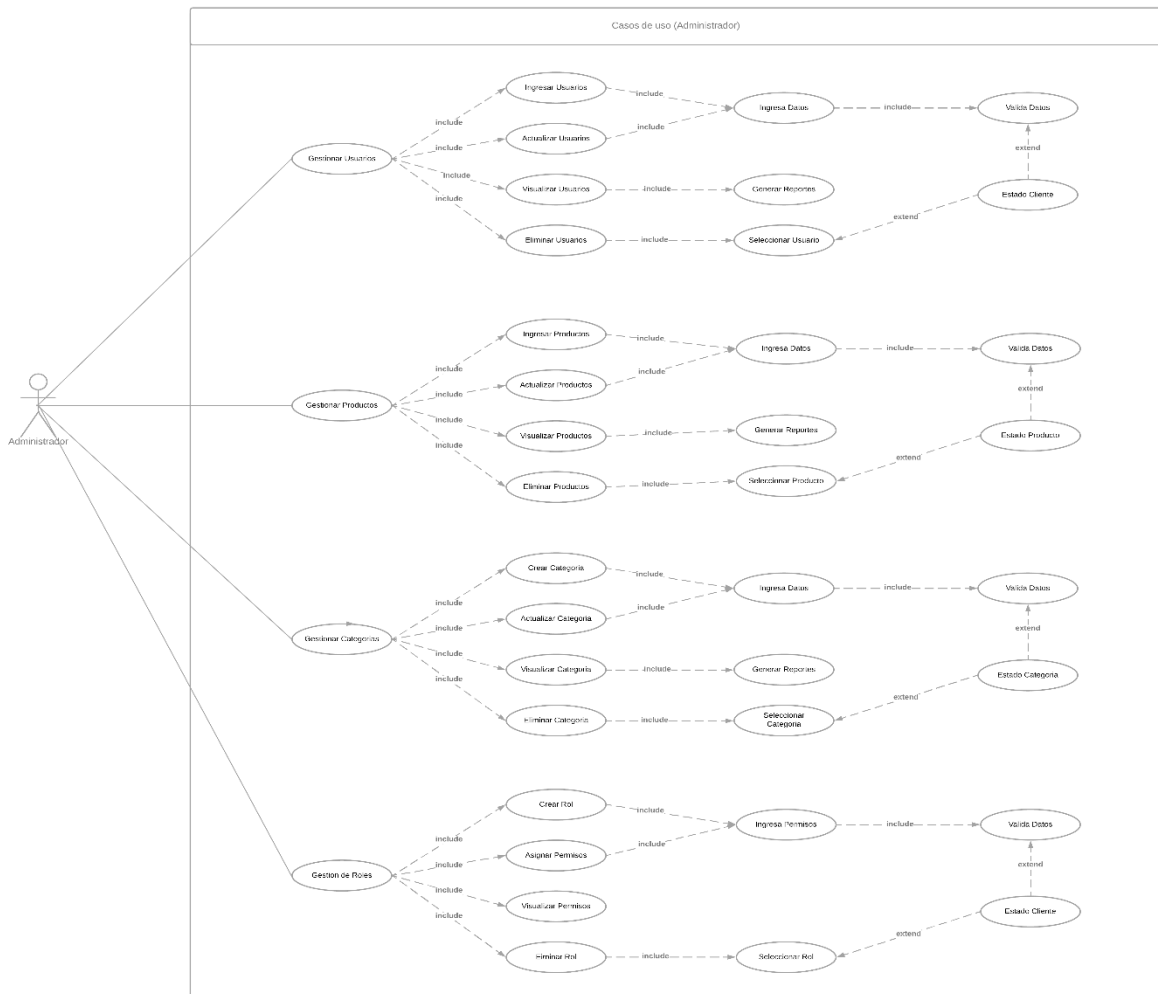 Casos de uso (Administrador)
Ingresar Usuarios
include
Ingresa Datos
include
Valida Datos
include
Actualizar Usuarios
include
include
extend
Gestionar Usuarios
include
Visualizar Usuarios
include
Generar Reportes
Estado Cliente
include
extend
Eliminar Usuarios
include
Seleccionar Usuario
Ingresar Productos
include
Ingresa Datos
include
Valida Datos
include
Actualizar Productos
include
include
extend
Gestionar Productos
include
Visualizar Productos
include
Generar Reportes
Estado Producto
include
extend
Eliminar Productos
include
Seleccionar Producto
Administrador
Crear Categoria
include
Ingresa Datos
include
Valida Datos
include
Actualizar Categoria
include
include
extend
Gestionar Categorias
include
Visualizar Categoria
include
Generar Reportes
Estado Categoria
include
extend
Eliminar Categoria
include
Seleccionar
Categoria
Crear Rol
include
Ingresa Permisos
include
Valida Datos
include
Asignar Permisos
include
include
extend
Gestion de Roles
include
Visualizar Permisos
Estado Cliente
include
extend
Eiminar Rol
include
Seleccionar Rol